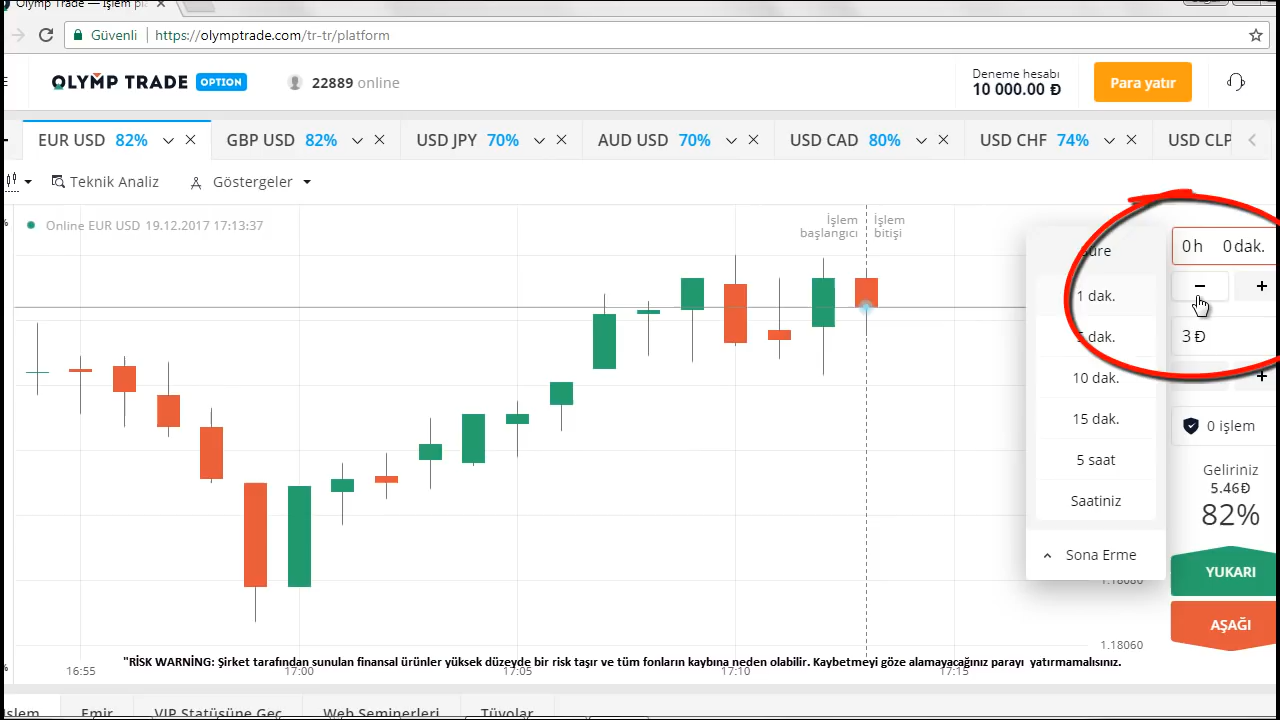 Olymp Trade — İşlem pla
Güvenli https://olymptrade.com/tr-tr/platform
OLYMP TRADE OPTION
22889 online
Deneme hesabı
10 000.00 Đ
Para yatır
EUR USD 82% GBP USD 82% USD JPY 70% AUD USD 70% USD CAD 80% USD CHF 74% USD CLP
Teknik Analiz Göstergeler
Online EUR USD 19.12.2017 17:13:37
İşlem başlangıcı
İşlem bitişi
1 dak.
5 dak.
10 dak.
15 dak.
5 saat
Saatiniz
Sona Erme
0 h 0 dak.
− +
3 Đ
+
0 işlem
Geliriniz
5.46Đ
82%
YUKARI
AŞAĞI
1.18080
1.18060
"RİSK WARNİNG: Şirket tarafından sunulan finansal ürünler yüksek düzeyde bir risk taşır ve tüm fonların kaybına neden olabilir. Kaybetmeyi göze alamayacağınız parayı yatırmamalısınız.
16:55 17:00 17:05 17:10 17:15
İşlem Emir VIP Statüsüne Geç Web Seminerleri Tüyolar